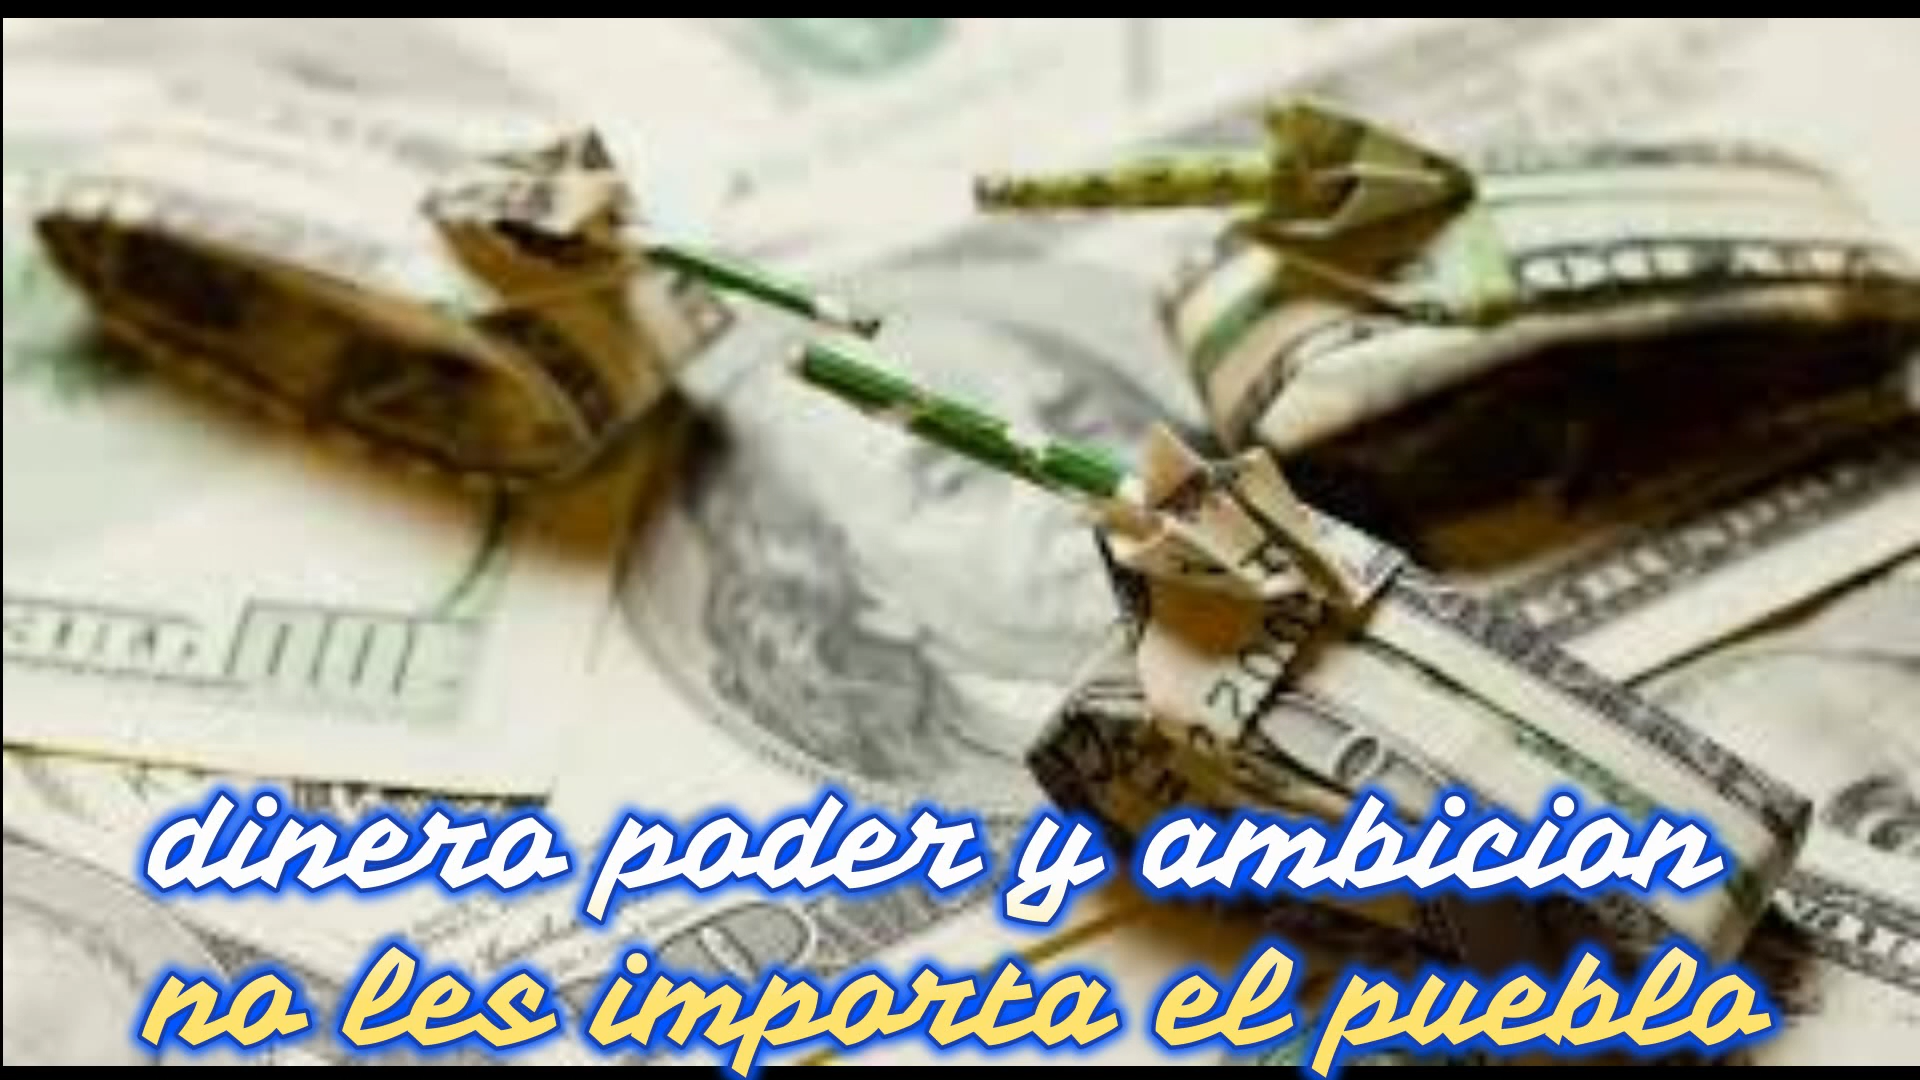 dinero poder y ambicion
no les importa el pueblo